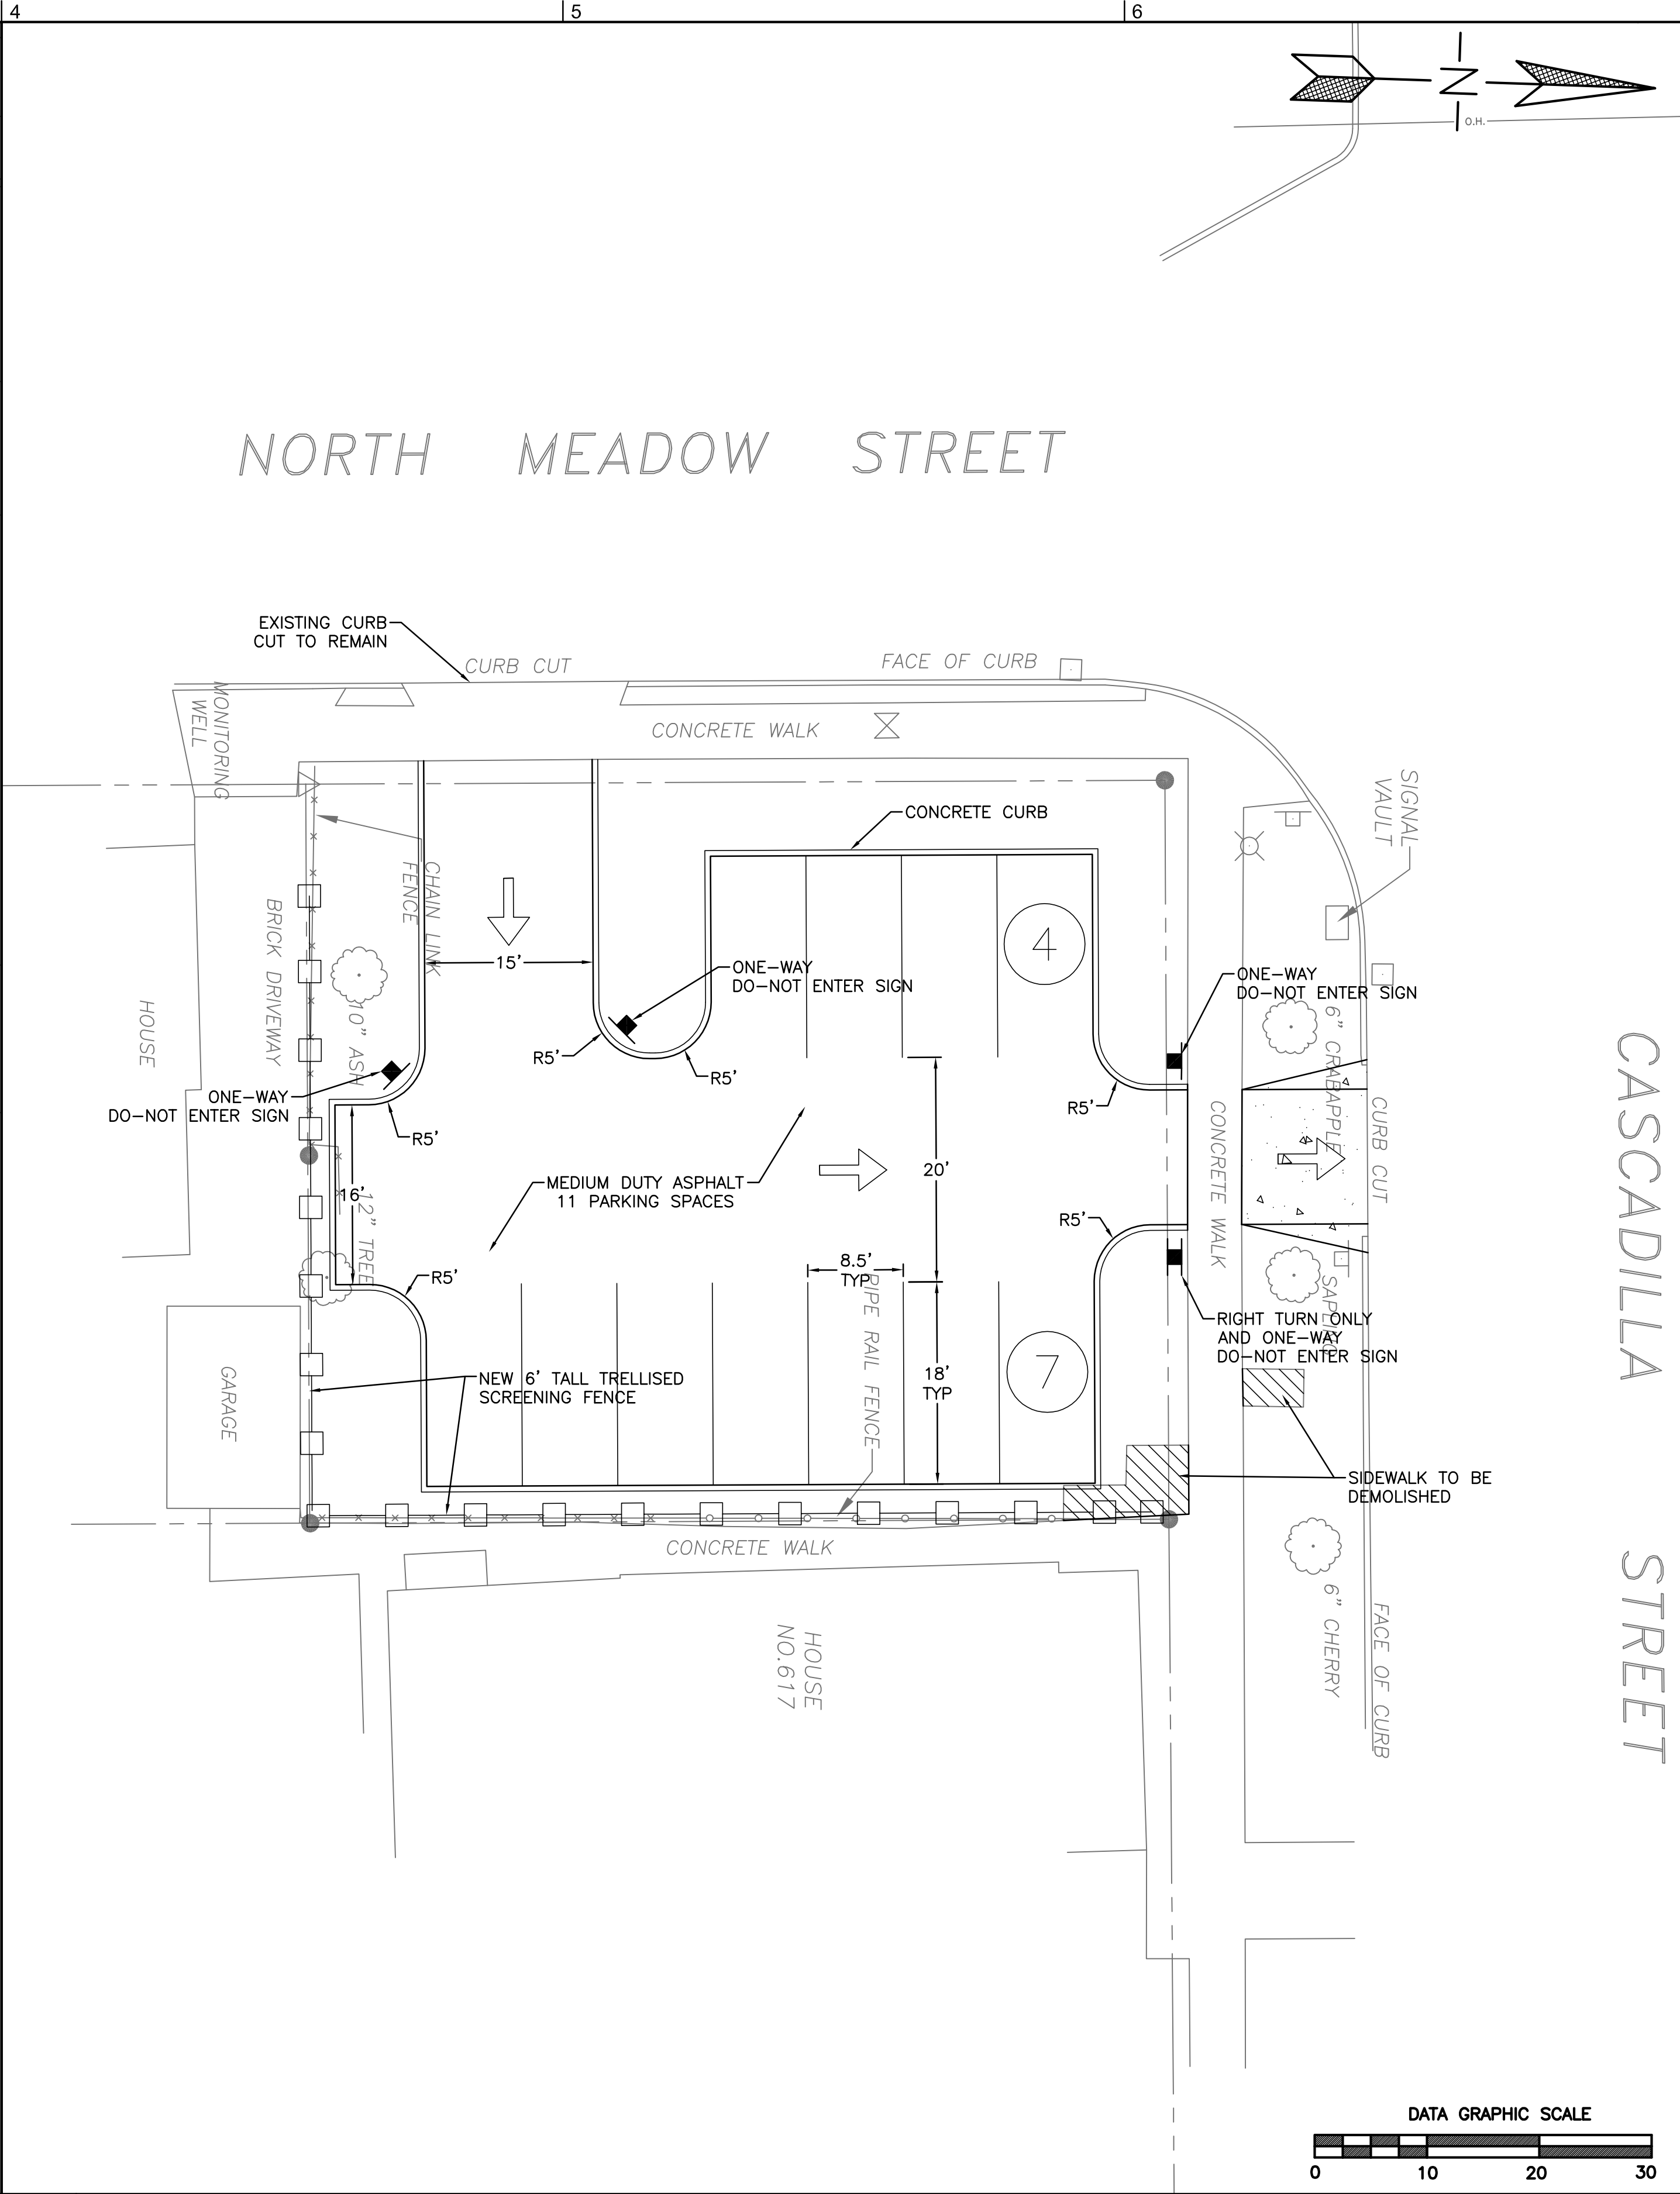 4
5
6
N
O.H.
NORTH MEADOW STREET
EXISTING CURB
CUT TO REMAIN
CURB CUT
FACE OF CURB
MONITORING
WELL
CONCRETE WALK
SIGNAL
VAULT
CONCRETE CURB
CHAIN LINK
FENCE
BRICK DRIVEWAY
HOUSE
10" ASH
15'
ONE-WAY
DO-NOT ENTER SIGN
4
ONE-WAY
DO-NOT ENTER SIGN
6" CRABAPPLE
R5'
R5'
R5'
ONE-WAY
DO-NOT ENTER SIGN
R5'
CONCRETE WALK
CURB CUT
CASCADILLA STREET
16'
12" TREE
MEDIUM DUTY ASPHALT
11 PARKING SPACES
20'
R5'
R5'
8.5'
TYP
PIPE RAIL FENCE
SAPLING
RIGHT TURN ONLY
AND ONE-WAY
DO-NOT ENTER SIGN
GARAGE
NEW 6' TALL TRELLISED
SCREENING FENCE
18'
TYP
7
SIDEWALK TO BE
DEMOLISHED
CONCRETE WALK
6" CHERRY
FACE OF CURB
HOUSE
NO.617
DATA GRAPHIC SCALE
0 10 20 30